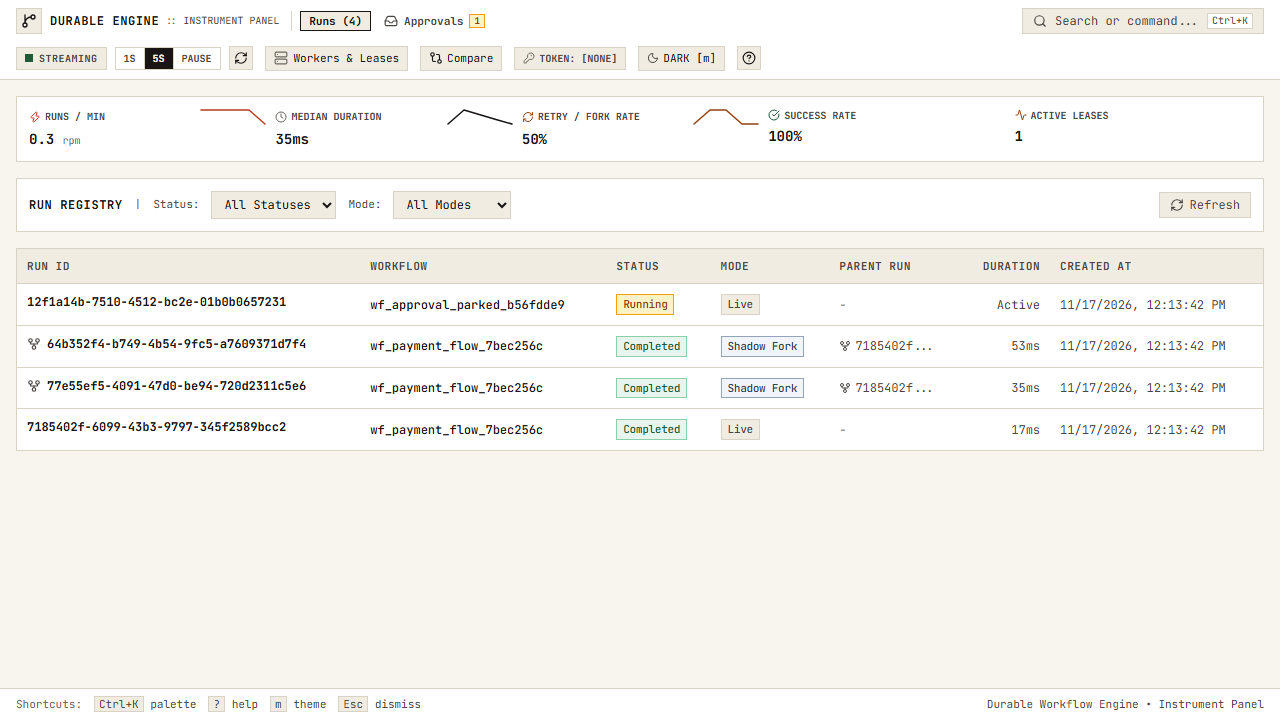 DURABLE ENGINE :: INSTRUMENT PANEL Runs (4) Approvals 1 Search or command... Ctrl+K
STREAMING 1S 5S PAUSE Workers & Leases Compare TOKEN: [NONE] DARK [m]
RUNS / MIN MEDIAN DURATION RETRY / FORK RATE SUCCESS RATE ACTIVE LEASES
0.3 rpm 35ms 50% 100% 1
RUN REGISTRY | Status: All Statuses Mode: All Modes Refresh
RUN ID WORKFLOW STATUS MODE PARENT RUN DURATION CREATED AT
12f1a14b-7510-4512-bc2e-01b0b0657231 wf_approval_parked_b56fdde9 Running Live - Active 11/17/2026, 12:13:42 PM
64b352f4-b749-4b54-9fc5-a7609371d7f4 wf_payment_flow_7bec256c Completed Shadow Fork 7185402f... 53ms 11/17/2026, 12:13:42 PM
77e55ef5-4091-47d0-be94-720d2311c5e6 wf_payment_flow_7bec256c Completed Shadow Fork 7185402f... 35ms 11/17/2026, 12:13:42 PM
7185402f-6099-43b3-9797-345f2589bcc2 wf_payment_flow_7bec256c Completed Live - 17ms 11/17/2026, 12:13:42 PM
Shortcuts: Ctrl+K palette ? help m theme Esc dismiss Durable Workflow Engine • Instrument Panel